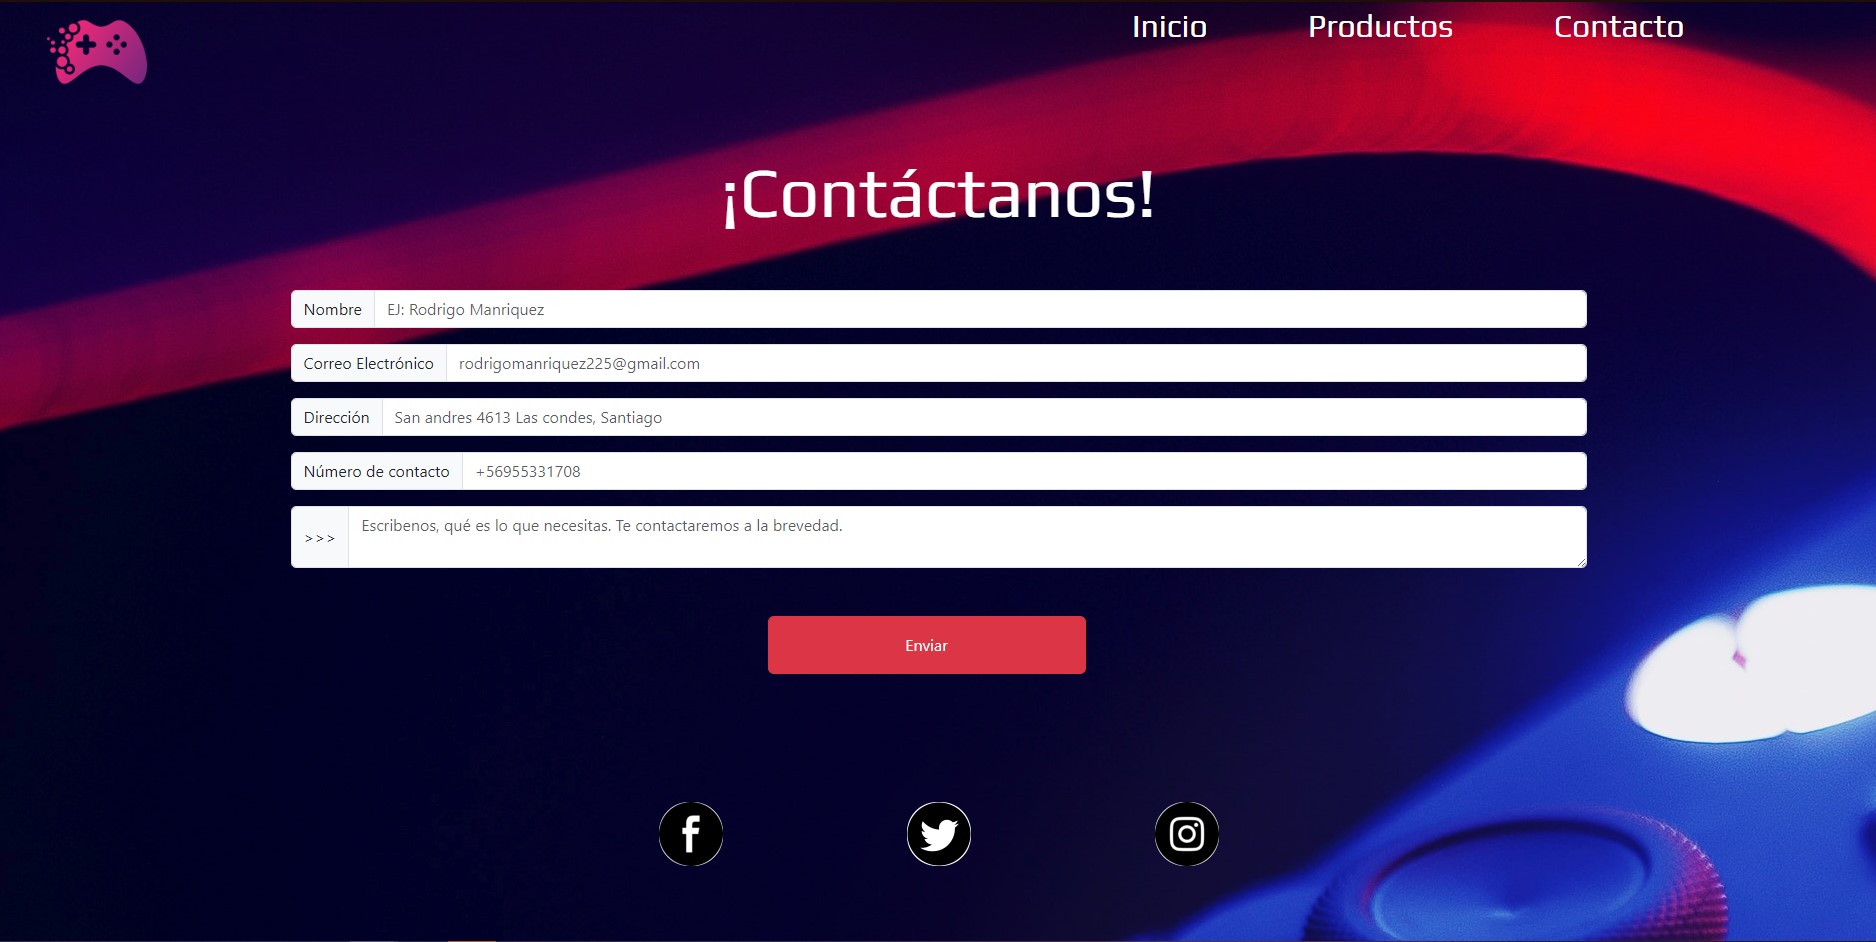 Inicio Productos Contacto
¡Contáctanos!
Nombre EJ: Rodrigo Manriquez
Correo Electrónico rodrigomanriquez225@gmail.com
Dirección San andres 4613 Las condes, Santiago
Número de contacto +56955331708
>>> Escribenos, qué es lo que necesitas. Te contactaremos a la brevedad.
Enviar